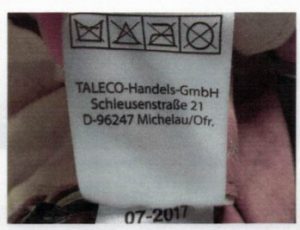 TALECO-Handels-GmbH
Schleusenstraße 21
D-96247 Michelau/Ofr.
07-2017